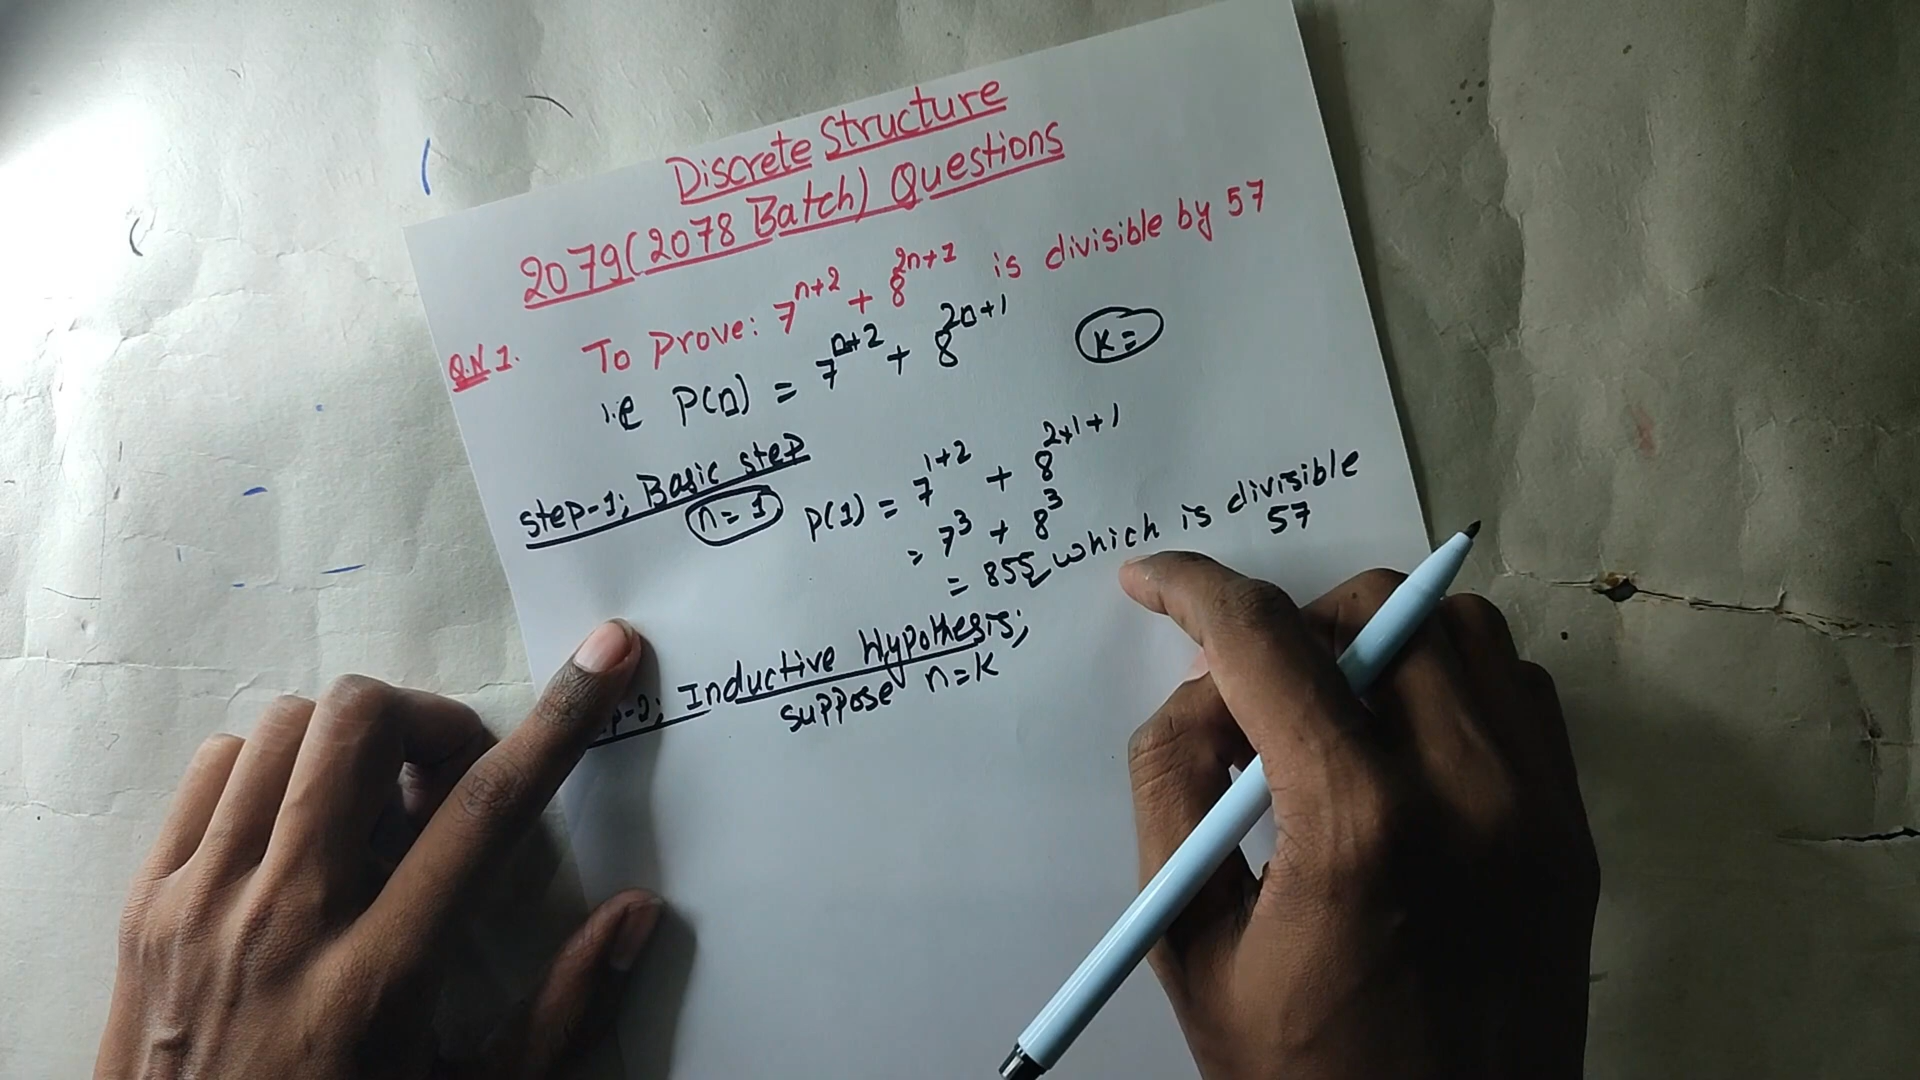 Discrete Structure
2079(2078 Batch) Questions
Q.N 1. To prove: 7^{n+2} + 8^{2n+1} is divisible by 57
i.e P(n) = 7^{n+2} + 8^{2n+1}
K=
step-1; Basic step
n=1 P(1) = 7^{1+2} + 8^{2+1+1}
= 7^3 + 8^3
= 855 which is divisible
57
p-2; Inductive Hypothesis;
suppose n=k